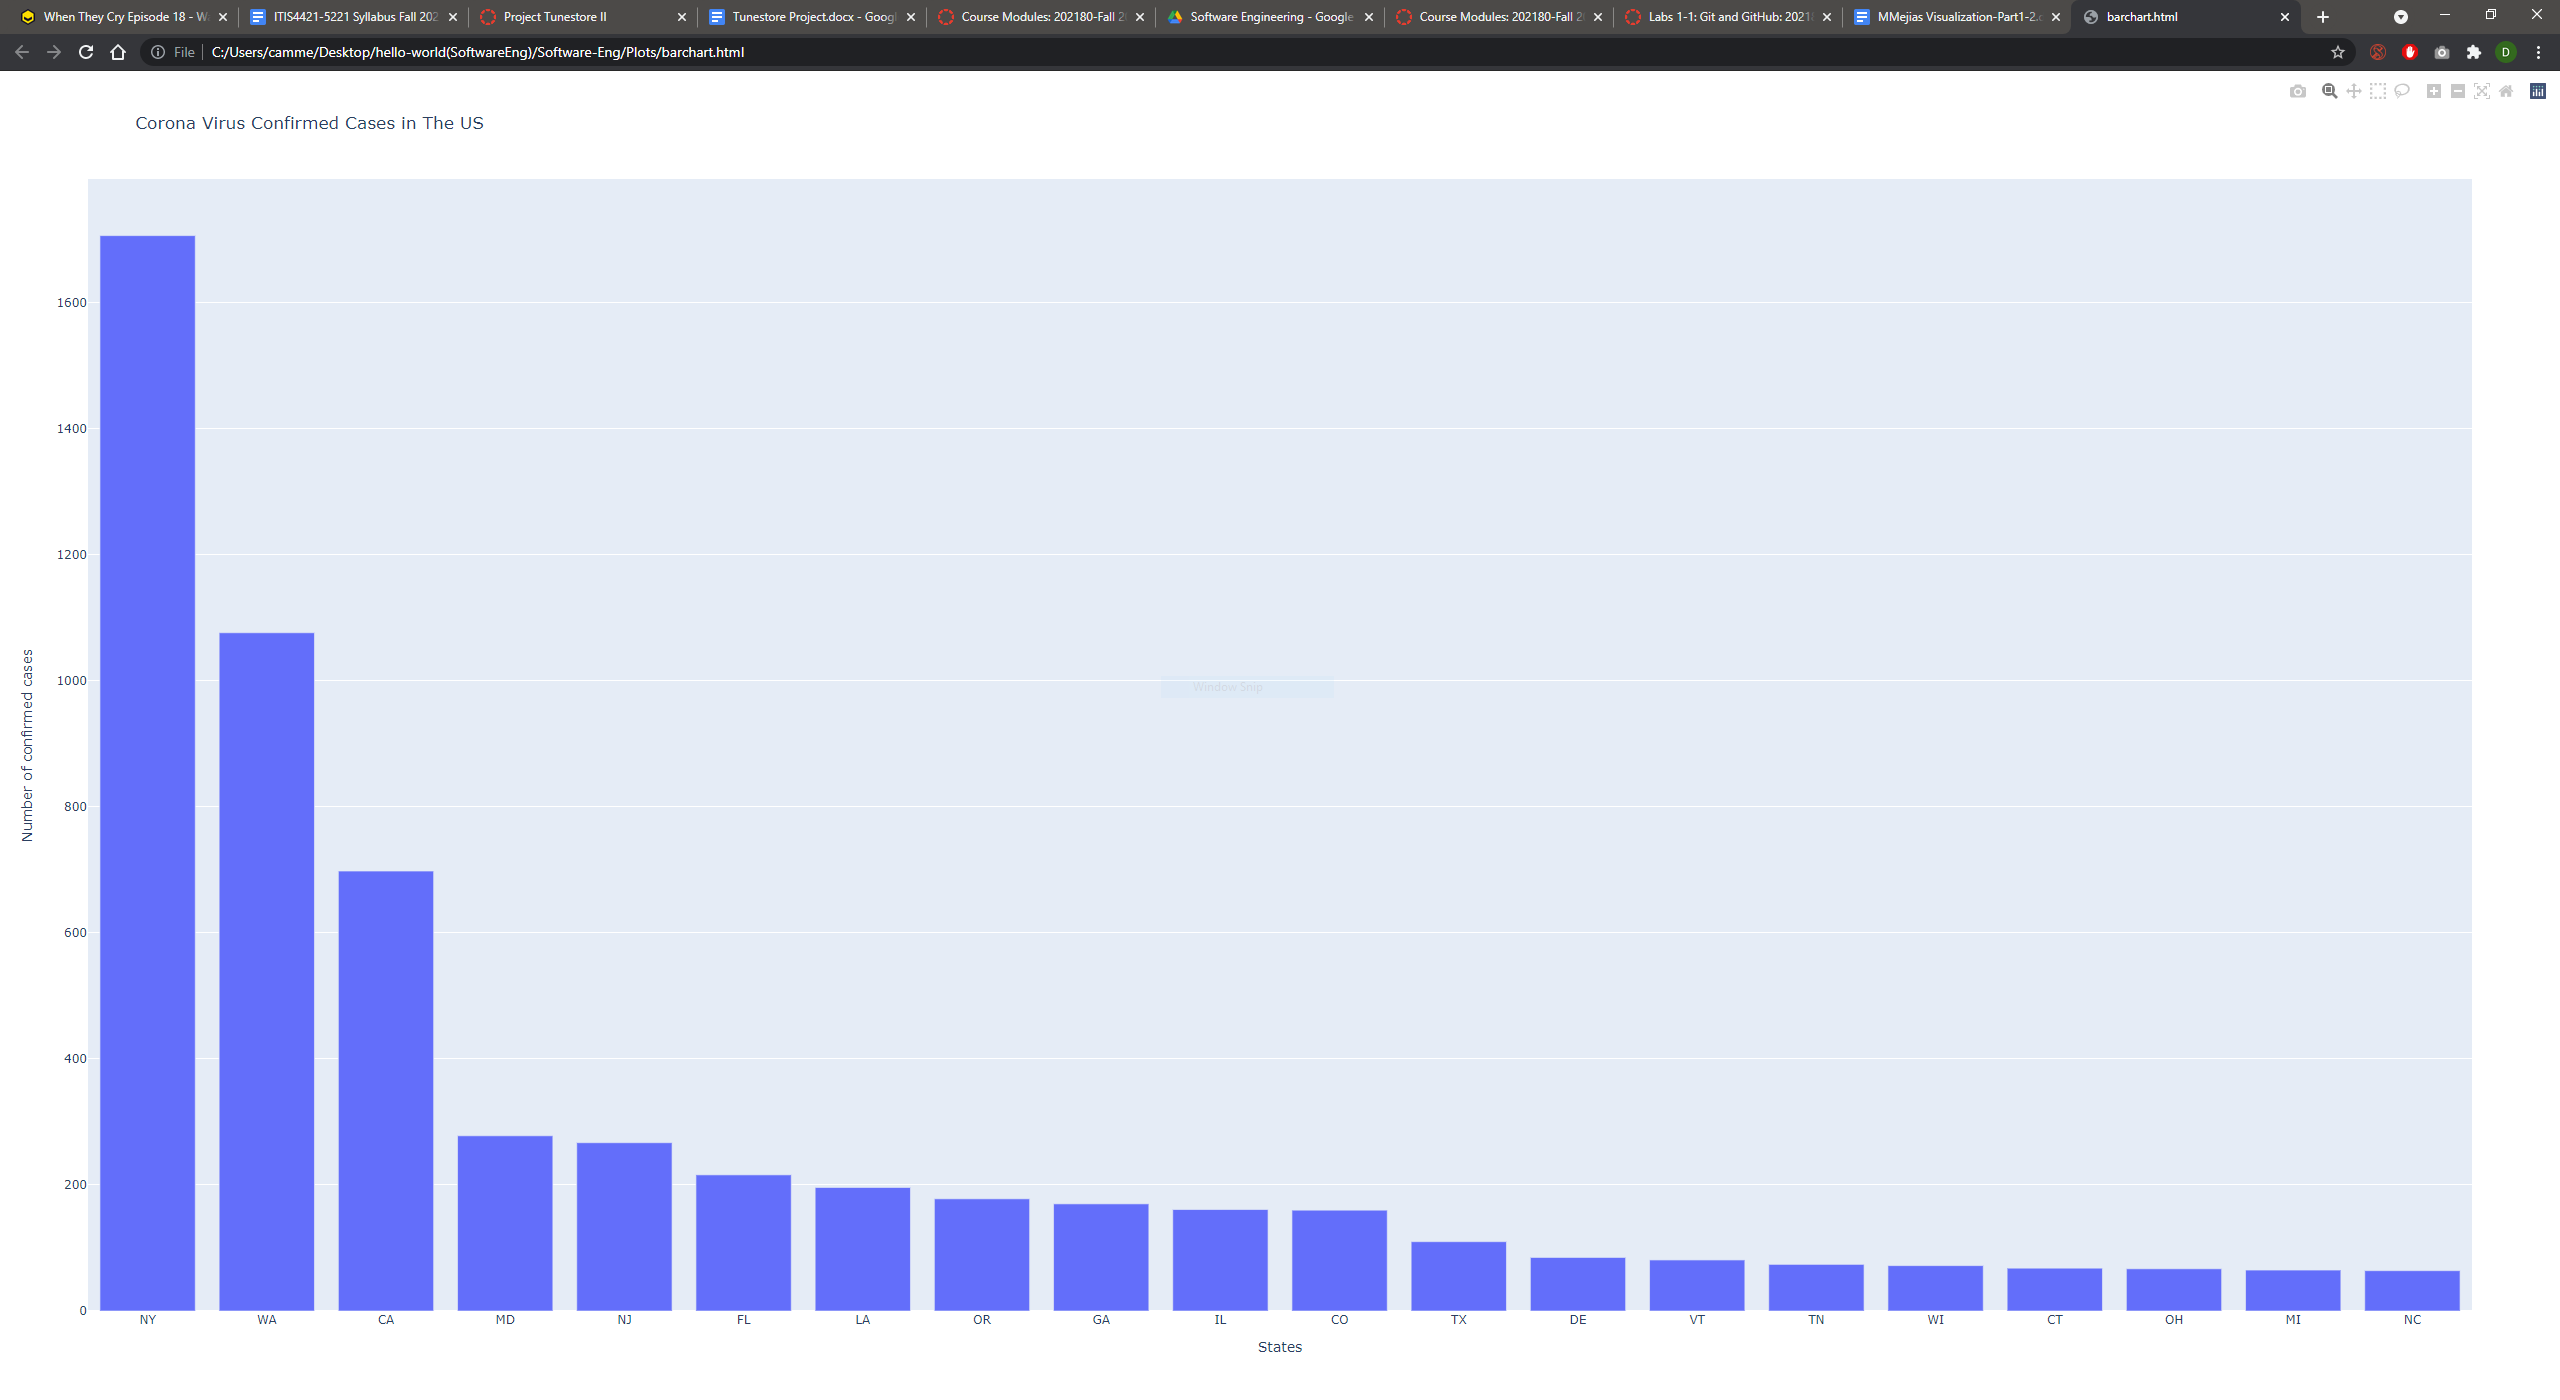 When They Cry Episode 18 - W
ITIS4421-5221 Syllabus Fall 202
Project Tunestore II
Tunestore Project.docx - Googl
Course Modules: 202180-Fall 2
Software Engineering - Google
Course Modules: 202180-Fall 2
Labs 1-1: Git and GitHub: 2021
MMejias Visualization-Part1-2.
barchart.html
File
C:/Users/camme/Desktop/hello-world(SoftwareEng)/Software-Eng/Plots/barchart.html
D
Corona Virus Confirmed Cases in The US
Number of confirmed cases
1600
1400
1200
1000
800
600
400
200
0
Window Snip
NY WA CA MD NJ FL LA OR GA IL CO TX DE VT TN WI CT OH MI NC
States